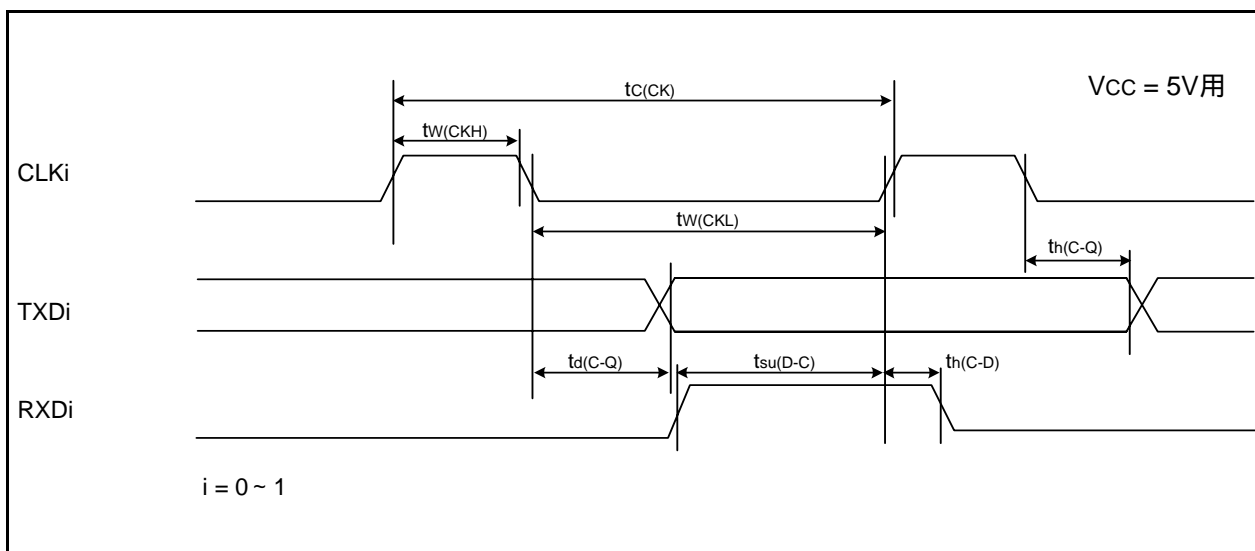 VCC = 5V用
tC(CK)
tW(CKH)
CLKi
tW(CKL)
th(C-Q)
TXDi
td(C-Q)
tsu(D-C)
th(C-D)
RXDi
i = 0 ~ 1